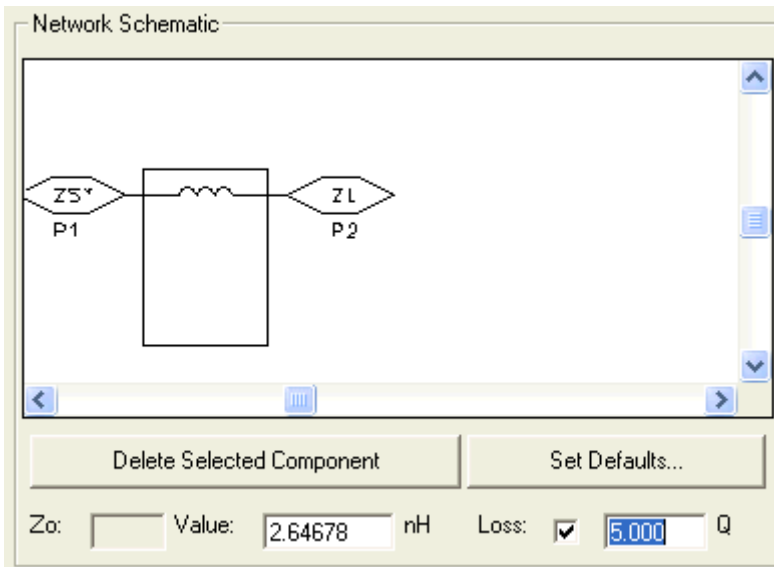 Network Schematic
ZS* ZL
P1 P2
Delete Selected Component Set Defaults...
Zo: Value: 2.64678 nH Loss: 5.000 Q